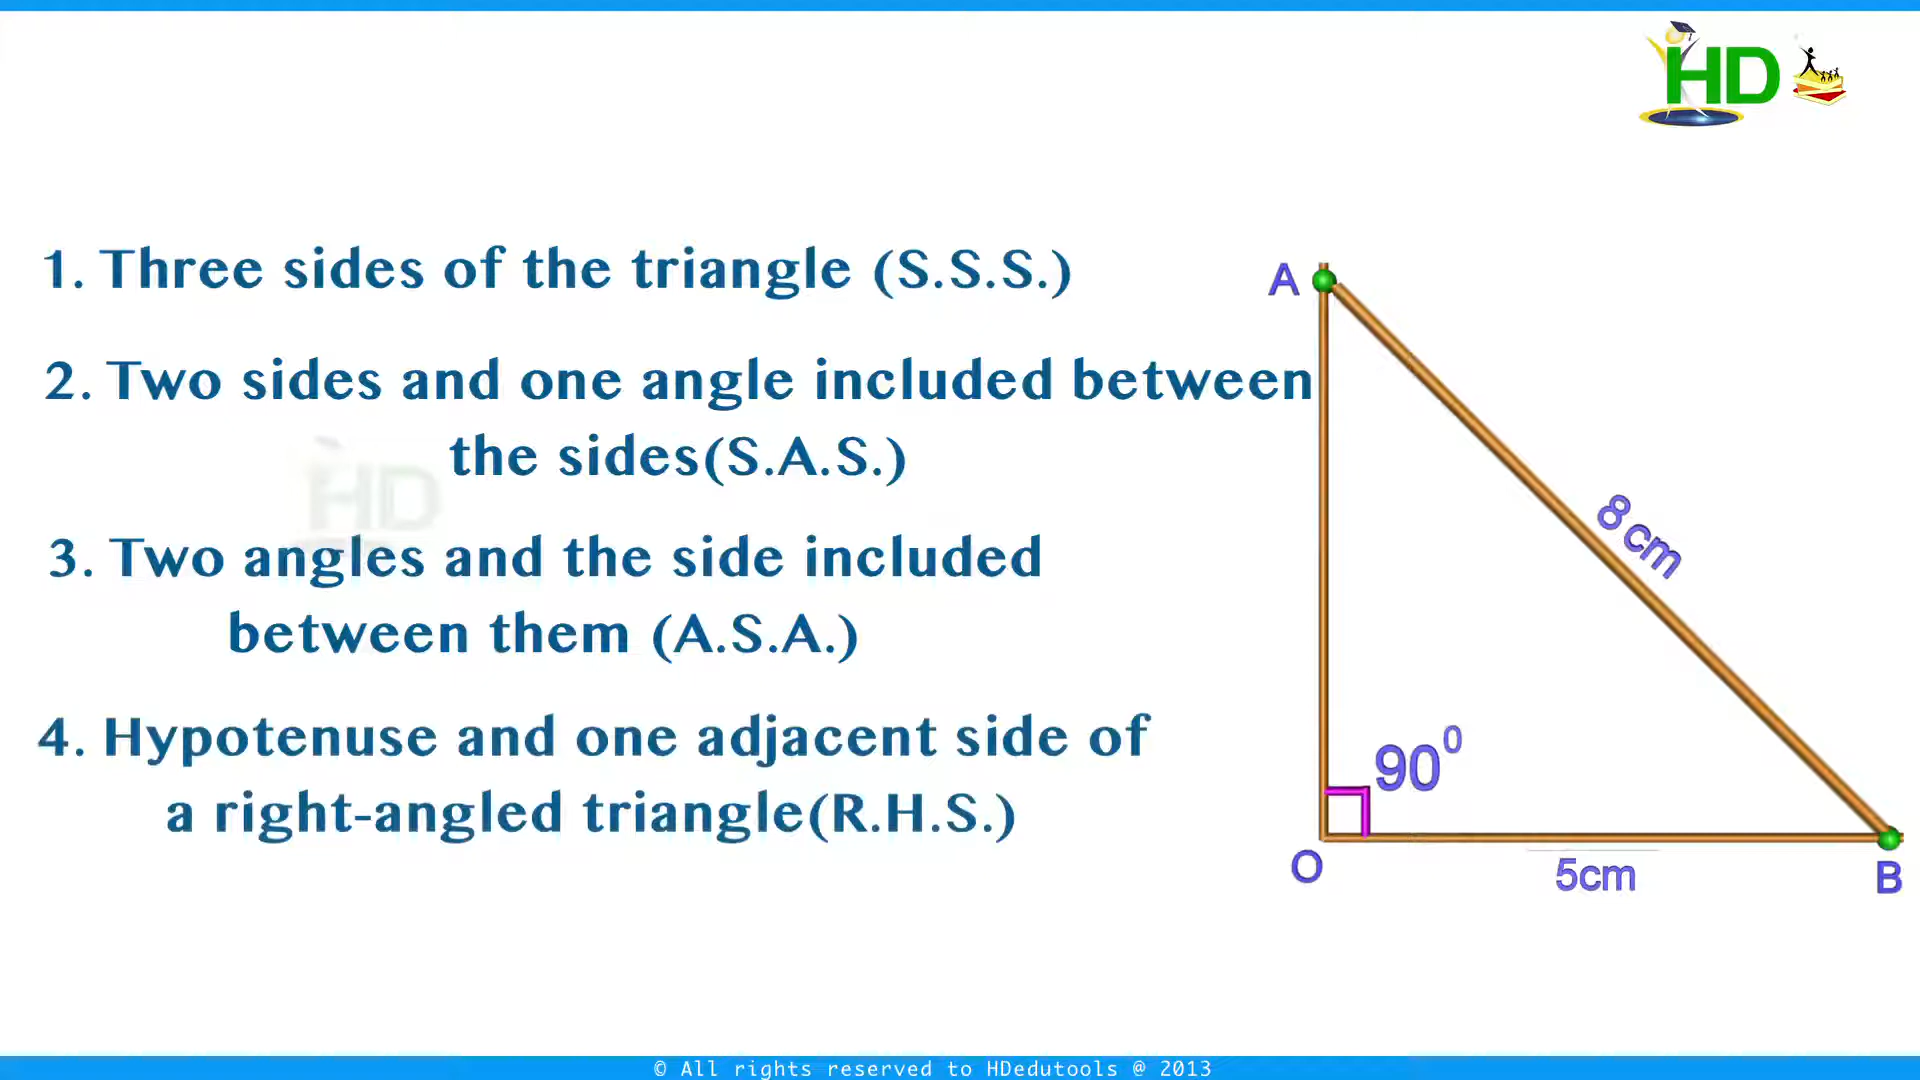 HD
1. Three sides of the triangle (S.S.S.)
2. Two sides and one angle included between
the sides(S.A.S.)
HD
3. Two angles and the side included
between them (A.S.A.)
4. Hypotenuse and one adjacent side of
a right-angled triangle(R.H.S.)
A
8cm
90⁰
O
5cm
B
© All rights reserved to HDedutools @ 2013